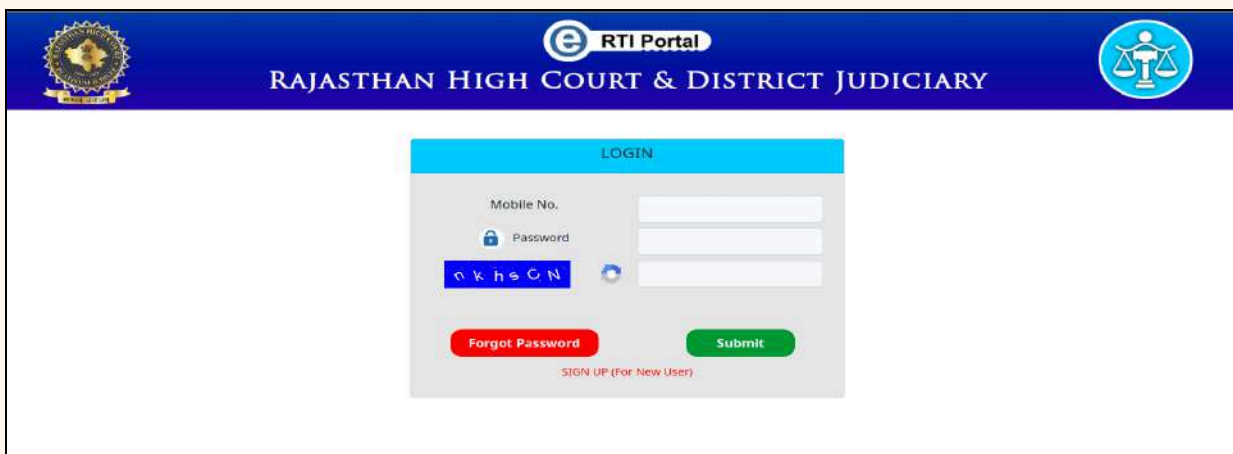 e RTI Portal
RAJASTHAN HIGH COURT & DISTRICT JUDICIARY
LOGIN
Mobile No.
Password
n k h s C N
Forgot Password Submit
SIGN UP (For New User)